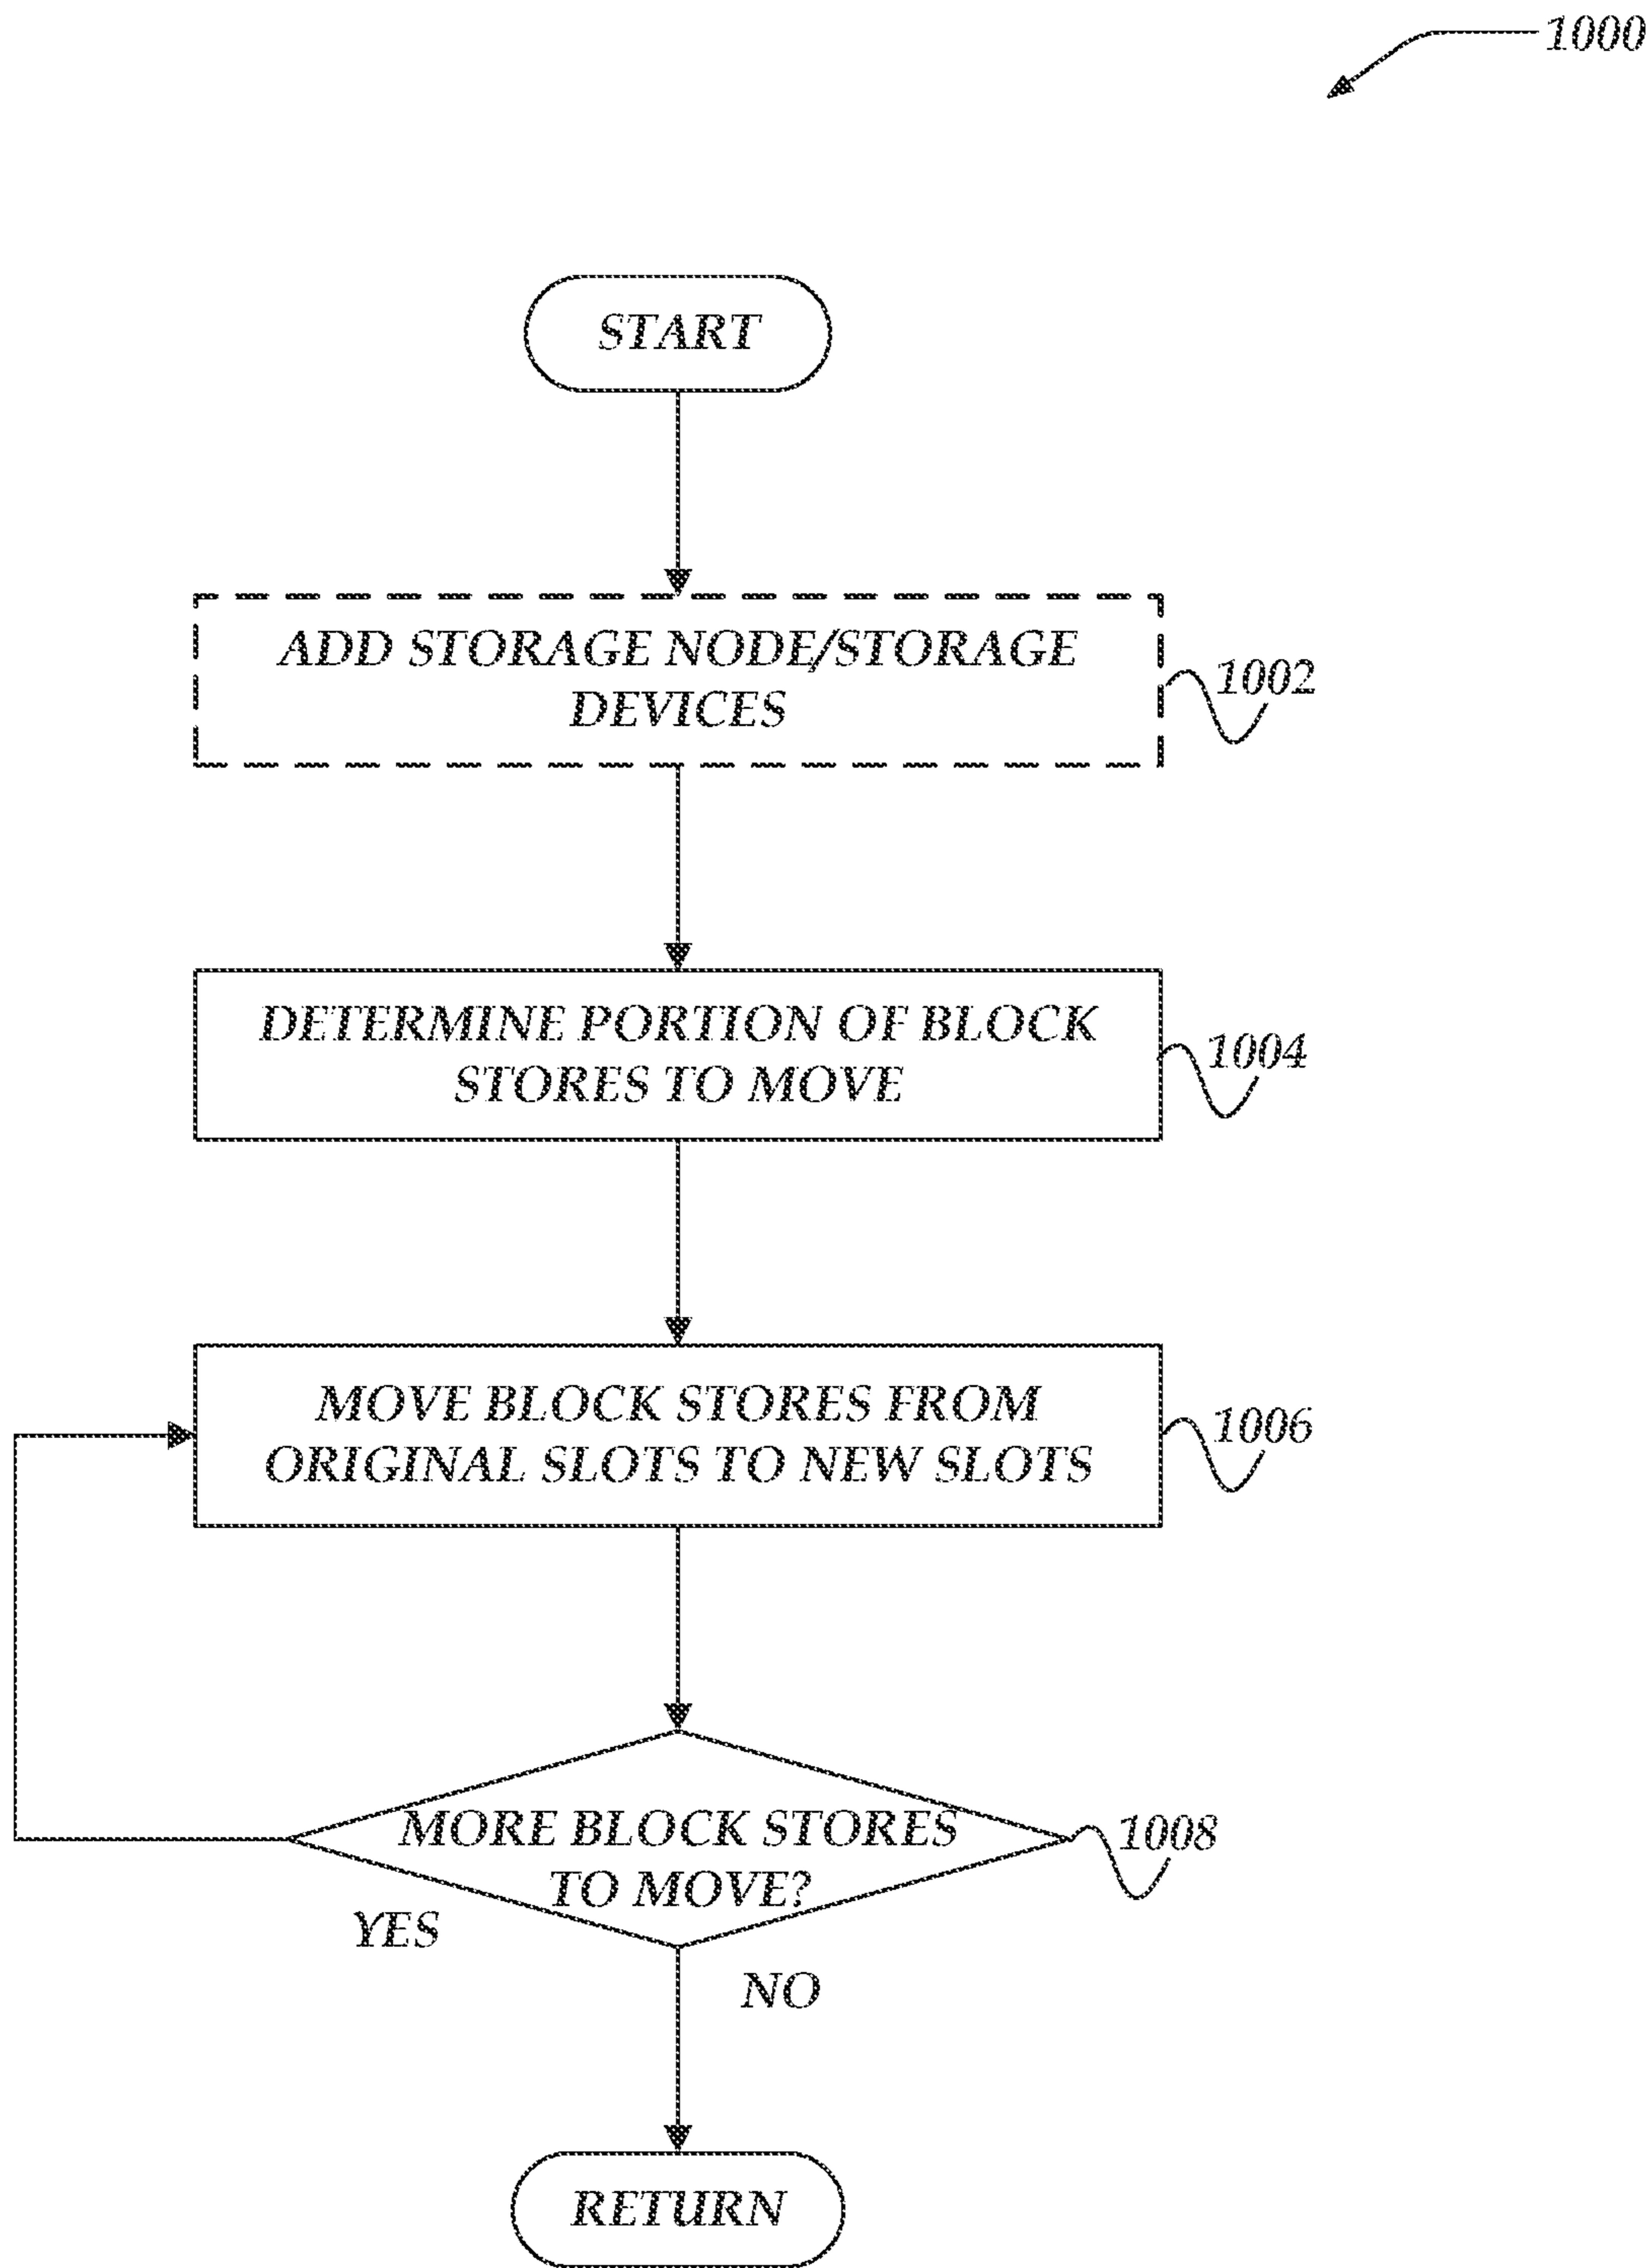 1000
START
ADD STORAGE NODE/STORAGE
DEVICES
1002
DETERMINE PORTION OF BLOCK
STORES TO MOVE
1004
MOVE BLOCK STORES FROM
ORIGINAL SLOTS TO NEW SLOTS
1006
MORE BLOCK STORES
TO MOVE?
1008
YES
NO
RETURN